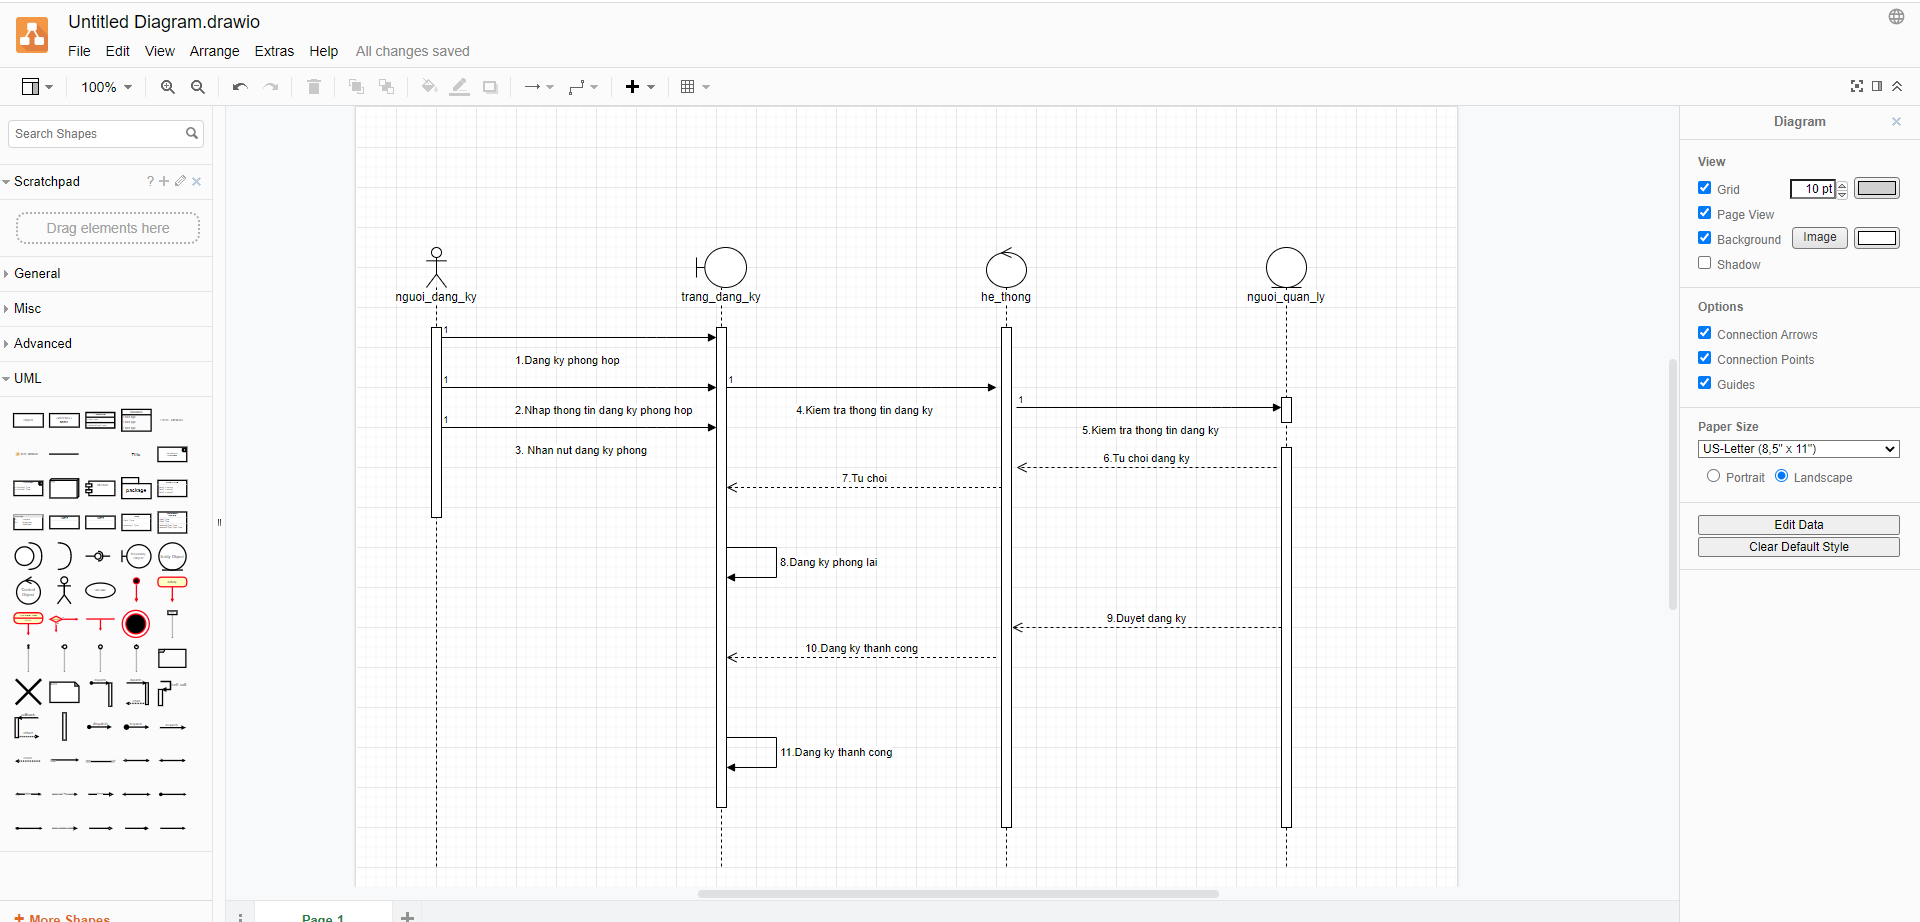 Untitled Diagram.drawio
File Edit View Arrange Extras Help All changes saved
100%
Search Shapes
Scratchpad
?
Drag elements here
General
Misc
Advanced
UML
Title
package
More Shapes
nguoi_dang_ky
trang_dang_ky
he_thong
nguoi_quan_ly
1
1.Dang ky phong hop
1
2.Nhap thong tin dang ky phong hop
1
3. Nhan nut dang ky phong
1
4.Kiem tra thong tin dang ky
1
5.Kiem tra thong tin dang ky
6.Tu choi dang ky
7.Tu choi
8.Dang ky phong lai
9.Duyet dang ky
10.Dang ky thanh cong
11.Dang ky thanh cong
Page 1
Diagram
View
Grid
10 pt
Page View
Background
Image
Shadow
Options
Connection Arrows
Connection Points
Guides
Paper Size
US-Letter (8,5" x 11")
Portrait
Landscape
Edit Data
Clear Default Style